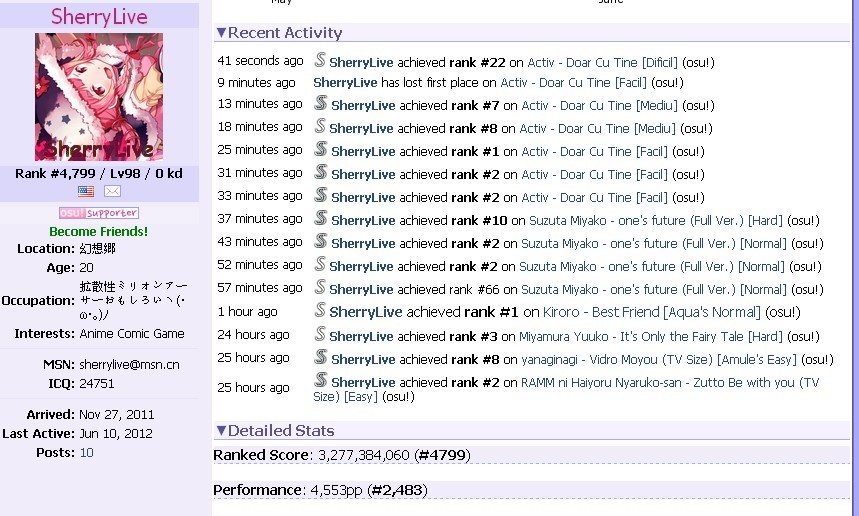 May
June
SherryLive
SherryLive
Rank #4,799 / Lv98 / 0 kd
osu! supporter
Become Friends!
Location: 幻想郷
Age: 20
Occupation: 拡散性ミリオンアー
サーおもしろいヽ(･
ω･｡)ﾉ
Interests: Anime Comic Game
MSN: sherrylive@msn.cn
ICQ: 24751
Arrived: Nov 27, 2011
Last Active: Jun 10, 2012
Posts: 10
▼Recent Activity
41 seconds ago S SherryLive achieved rank #22 on Activ - Doar Cu Tine [Dificil] (osu!)
9 minutes ago SherryLive has lost first place on Activ - Doar Cu Tine [Facil] (osu!)
13 minutes ago S SherryLive achieved rank #7 on Activ - Doar Cu Tine [Mediu] (osu!)
18 minutes ago S SherryLive achieved rank #8 on Activ - Doar Cu Tine [Mediu] (osu!)
25 minutes ago S SherryLive achieved rank #1 on Activ - Doar Cu Tine [Facil] (osu!)
31 minutes ago S SherryLive achieved rank #2 on Activ - Doar Cu Tine [Facil] (osu!)
33 minutes ago S SherryLive achieved rank #2 on Activ - Doar Cu Tine [Facil] (osu!)
37 minutes ago S SherryLive achieved rank #10 on Suzuta Miyako - one's future (Full Ver.) [Hard] (osu!)
43 minutes ago S SherryLive achieved rank #2 on Suzuta Miyako - one's future (Full Ver.) [Normal] (osu!)
52 minutes ago S SherryLive achieved rank #2 on Suzuta Miyako - one's future (Full Ver.) [Normal] (osu!)
57 minutes ago S SherryLive achieved rank #66 on Suzuta Miyako - one's future (Full Ver.) [Normal] (osu!)
1 hour ago S SherryLive achieved rank #1 on Kiroro - Best Friend [Aqua's Normal] (osu!)
24 hours ago S SherryLive achieved rank #3 on Miyamura Yuuko - It's Only the Fairy Tale [Hard] (osu!)
25 hours ago S SherryLive achieved rank #8 on yanaginagi - Vidro Moyou (TV Size) [Amule's Easy] (osu!)
25 hours ago S SherryLive achieved rank #2 on RAMM ni Haiyoru Nyaruko-san - Zutto Be with you (TV
Size) [Easy] (osu!)
▼Detailed Stats
Ranked Score: 3,277,384,060 (#4799)
Performance: 4,553pp (#2,483)